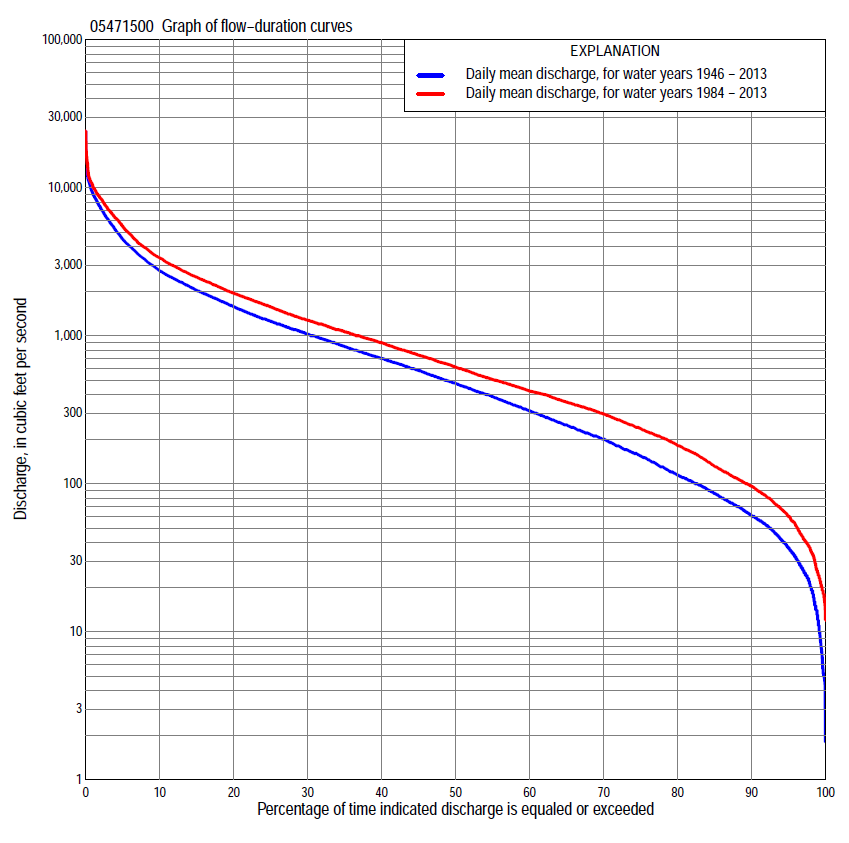 05471500 Graph of flow−duration curves
EXPLANATION
Daily mean discharge, for water years 1946 − 2013
Daily mean discharge, for water years 1984 − 2013
Discharge, in cubic feet per second
100,000
30,000
10,000
3,000
1,000
300
100
30
10
3
1
0 10 20 30 40 50 60 70 80 90 100
Percentage of time indicated discharge is equaled or exceeded